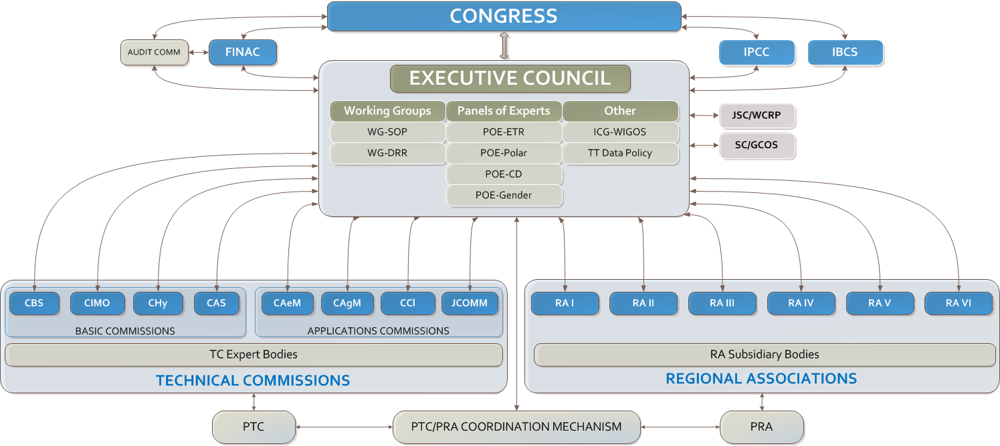 CONGRESS
AUDIT COMM
FINAC
IPCC
IBCS
EXECUTIVE COUNCIL
Working Groups
Panels of Experts
Other
WG-SOP
POE-ETR
ICG-WIGOS
WG-DRR
POE-Polar
TT Data Policy
POE-CD
POE-Gender
JSC/WCRP
SC/GCOS
CBS
CIMO
CHy
CAS
CAeM
CAgM
CCl
JCOMM
BASIC COMMISSIONS
APPLICATIONS COMMISSIONS
TC Expert Bodies
TECHNICAL COMMISSIONS
RA I
RA II
RA III
RA IV
RA V
RA VI
RA Subsidiary Bodies
REGIONAL ASSOCIATIONS
PTC
PTC/PRA COORDINATION MECHANISM
PRA